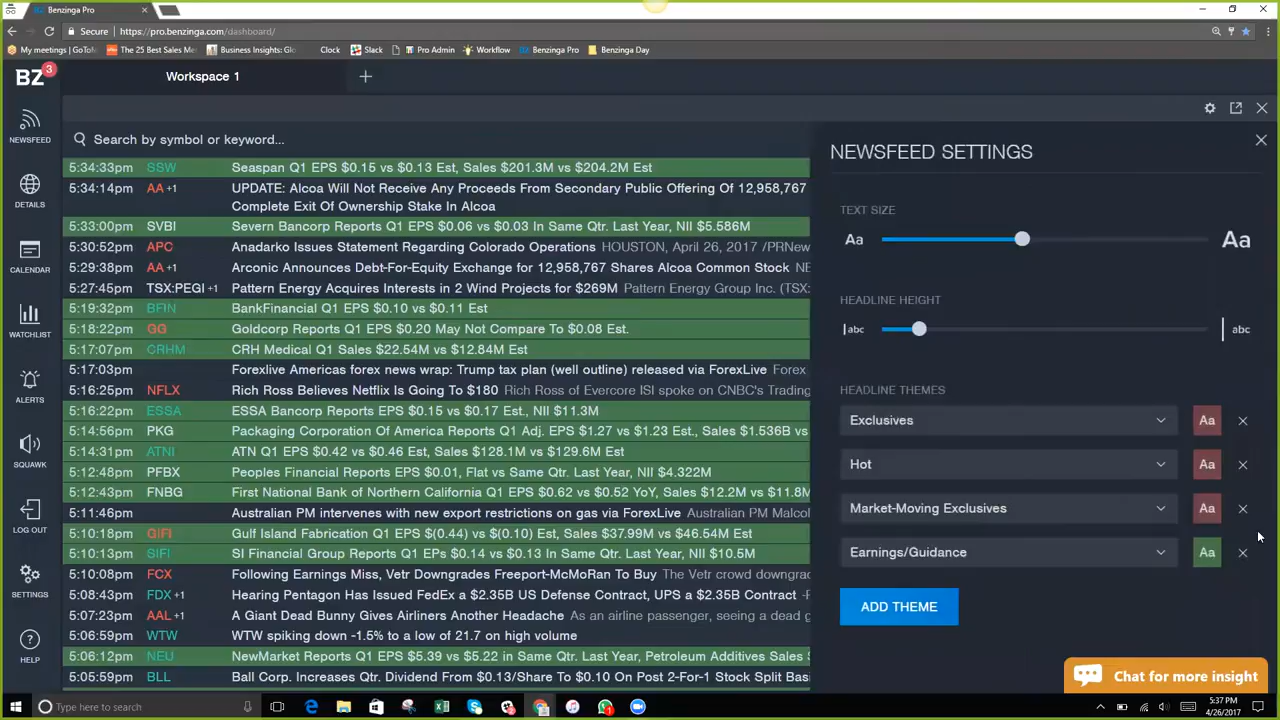 Benzinga Pro
Secure https://pro.benzinga.com/dashboard/
My meetings | GoToM The 25 Best Sales Me Business Insights: Glo Clock Slack Pro Admin Workflow Benzinga Pro Benzinga Day
BZ 3 Workspace 1
NEWSFEED
DETAILS
CALENDAR
WATCHLIST
ALERTS
SQUAWK
LOG OUT
SETTINGS
HELP
Search by symbol or keyword...
5:34:33pm SSW Seaspan Q1 EPS $0.15 vs $0.13 Est, Sales $201.3M vs $204.2M Est
5:34:14pm AA +1 UPDATE: Alcoa Will Not Receive Any Proceeds From Secondary Public Offering Of 12,958,767
Complete Exit Of Ownership Stake In Alcoa
5:33:00pm SVBI Severn Bancorp Reports Q1 EPS $0.06 vs $0.03 In Same Qtr. Last Year, NII $5.586M
5:30:52pm APC Anadarko Issues Statement Regarding Colorado Operations HOUSTON, April 26, 2017 /PRNew
5:29:38pm AA +1 Arconic Announces Debt-For-Equity Exchange for 12,958,767 Shares Alcoa Common Stock NE
5:27:45pm TSX:PEGI +1 Pattern Energy Acquires Interests in 2 Wind Projects for $269M Pattern Energy Group Inc. (TSX:
5:19:32pm BFIN BankFinancial Q1 EPS $0.10 vs $0.11 Est
5:18:22pm GG Goldcorp Reports Q1 EPS $0.20 May Not Compare To $0.08 Est.
5:17:07pm CRHM CRH Medical Q1 Sales $22.54M vs $12.84M Est
5:17:03pm Forexlive Americas forex news wrap: Trump tax plan (well outline) released via ForexLive Forex
5:16:25pm NFLX Rich Ross Believes Netflix Is Going To $180 Rich Ross of Evercore ISI spoke on CNBC's Trading
5:16:22pm ESSA ESSA Bancorp Reports EPS $0.15 vs $0.17 Est., NII $11.3M
5:14:56pm PKG Packaging Corporation of America Reports Q1 Adj. EPS $1.27 vs $1.23 Est., Sales $1.536B v
5:14:31pm ATNI ATN Q1 $0.42 vs $0.46 Est, Sales $128.1M vs $129.6M Est
5:12:48pm PFBX Peoples Financial Reports EPS $0.01, Flat vs Same Qtr. Last Year, NII $4.322M
5:12:43pm FNBG First National Bank of Northern California Q1 EPS $0.62 vs $0.52 YoY, Sales $12.2M vs $11.8M
5:11:46pm Australian PM intervenes with new export restrictions on gas via ForexLive Australian PM Malcol
5:10:18pm GIFI Gulf Island Fabrication Q1 EPS $(0.44) vs $(0.10) Est, Sales $37.99M vs $46.54M Est
5:10:13pm SIFI SI Financial Group Reports EPs $0.14 vs $0.13 In Same Qtr. Last Year, NII $10.5M
5:10:08pm FCX Following Earnings Miss, Vetr Downgrades Freeport-McMoRan To Buy The Vetr crowd downgrad
5:08:43pm FDX +1 Hearing Pentagon Has Issued FedEx a $2.35B US Defense Contract, UPS a $2.35B Contract
5:07:23pm AAL +1 A Giant Dead Bunny Gives Airlines Another Headache As an airline passenger, seeing a dead g
5:06:59pm WTW WTW spiking down -1.5% to a low of 21.7 on high volume
5:06:12pm NEU NewMarket Reports Q1 EPS $5.39 vs $5.22 in Same Qtr. Last Year, Petroleum Additives Sales
5:05:59pm BLL Ball Corp. Increases Qtr. Dividend From $0.13/Share To $0.10 On Post 2-For-1 Stock Split Basi
NEWSFEED SETTINGS
TEXT SIZE
Aa Aa
HEADLINE HEIGHT
abc abc
HEADLINE THEMES
Exclusives Aa
Hot Aa
Market-Moving Exclusives Aa
Earnings/Guidance Aa
ADD THEME
Chat for more insight
Type here to search
5:37 PM
4/26/2017